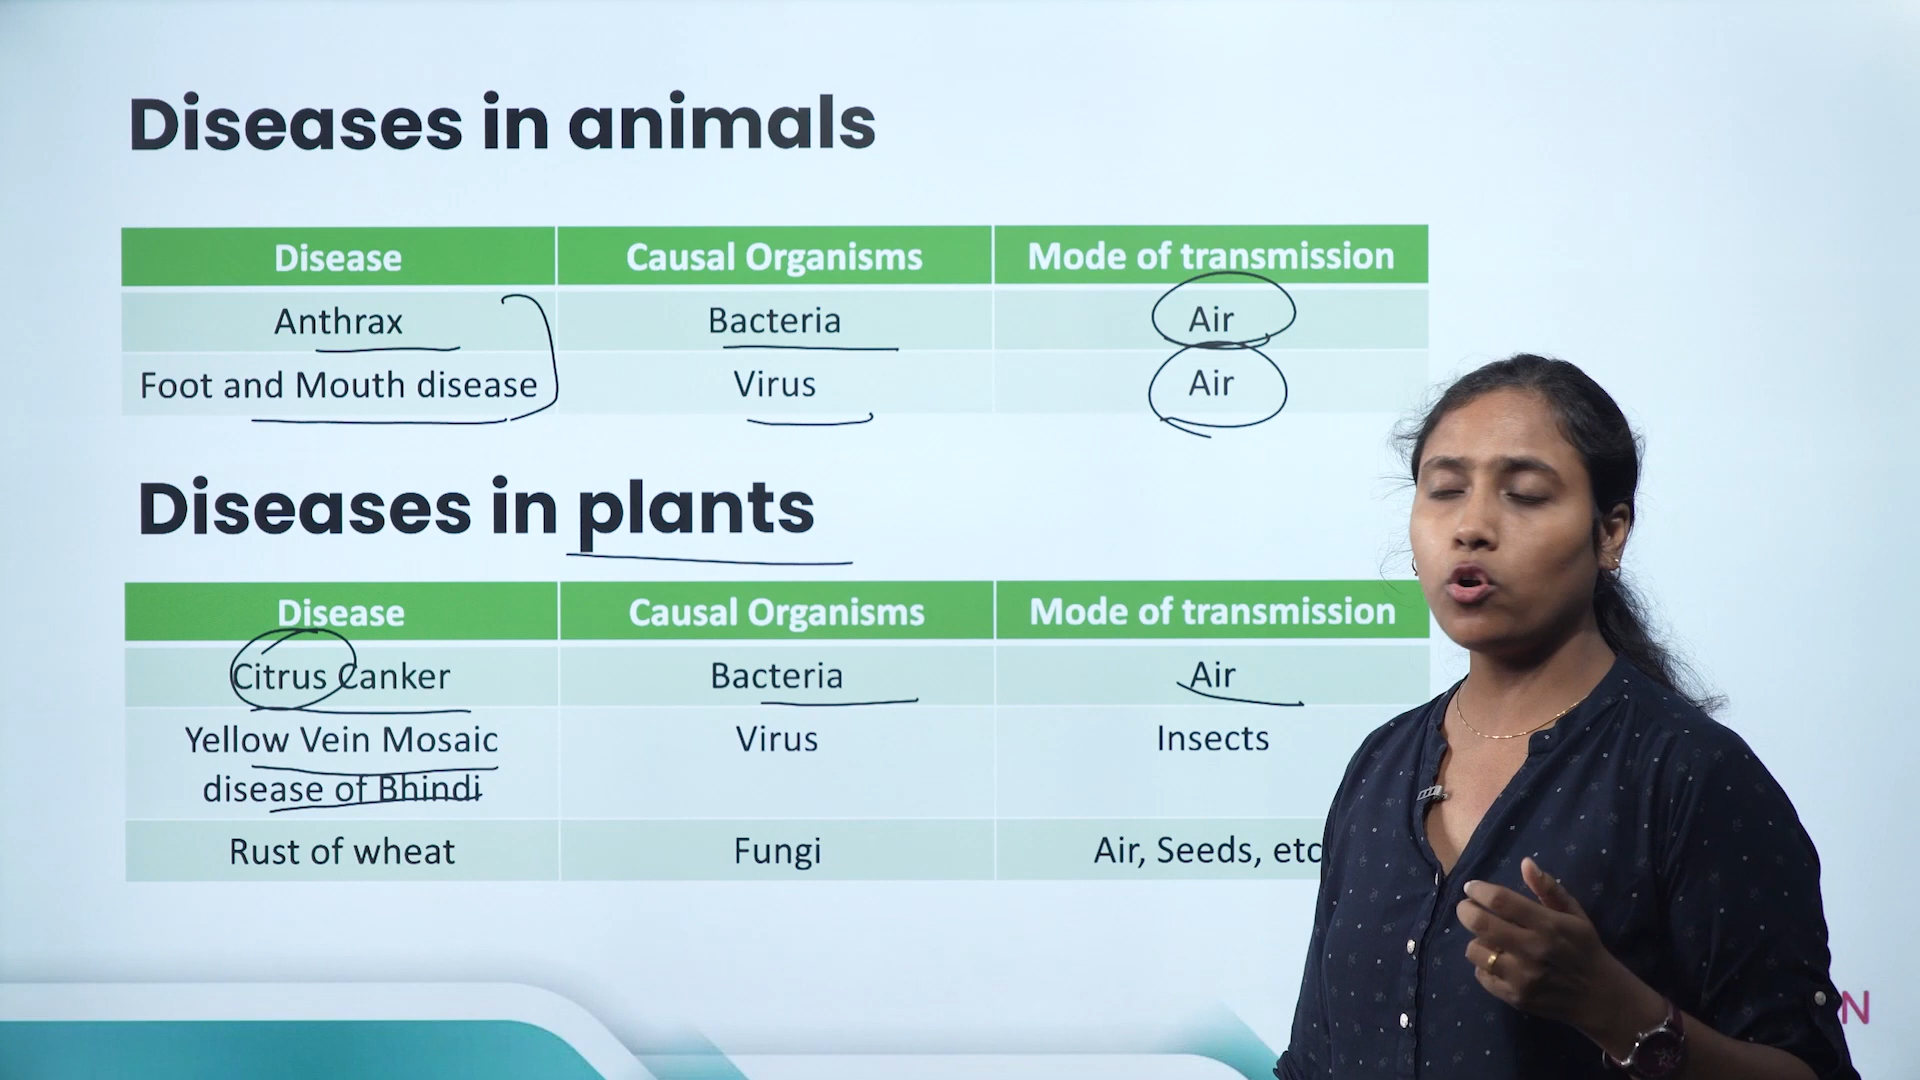 Diseases in animals
Disease Causal Organisms Mode of transmission
Anthrax Bacteria Air
Foot and Mouth disease Virus Air
Diseases in plants
Disease Causal Organisms Mode of transmission
Citrus Canker Bacteria Air
Yellow Vein Mosaic Virus Insects
disease of Bhindi
Rust of wheat Fungi Air, Seeds, etc
N